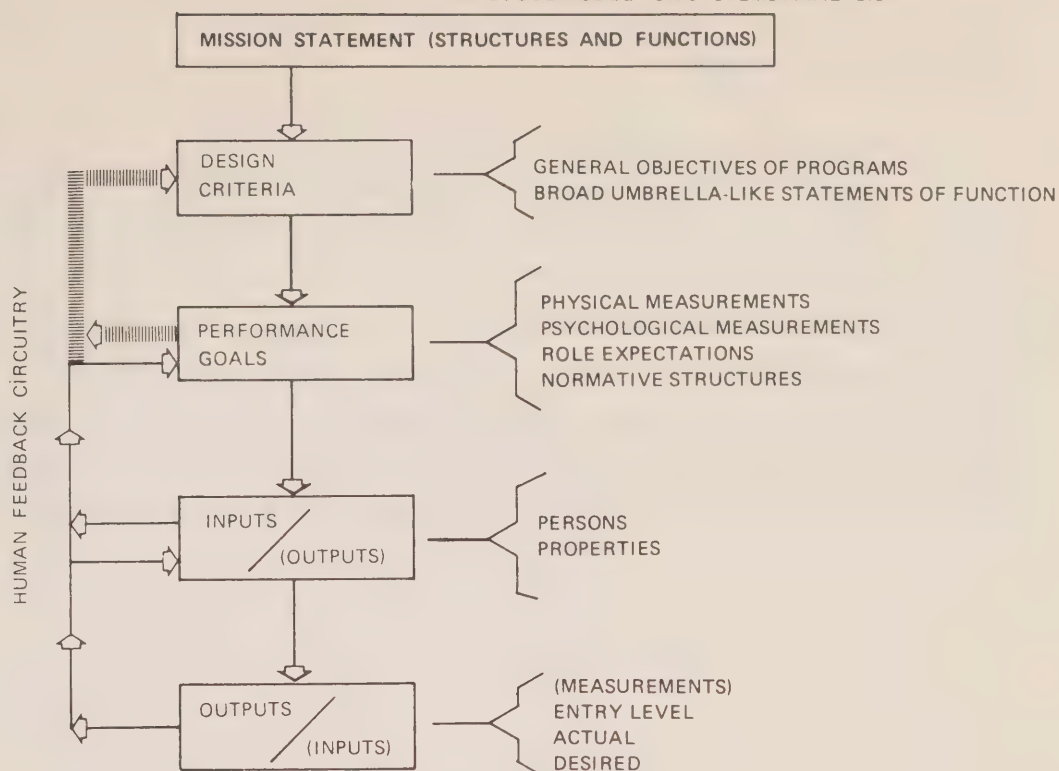 MISSION STATEMENT (STRUCTURES AND FUNCTIONS)
DESIGN
CRITERIA
GENERAL OBJECTIVES OF PROGRAMS
BROAD UMBRELLA-LIKE STATEMENTS OF FUNCTION
HUMAN FEEDBACK CIRCUITRY
PERFORMANCE
GOALS
PHYSICAL MEASUREMENTS
PSYCHOLOGICAL MEASUREMENTS
ROLE EXPECTATIONS
NORMATIVE STRUCTURES
INPUTS
(OUTPUTS)
PERSONS
PROPERTIES
OUTPUTS
(INPUTS)
(MEASUREMENTS)
ENTRY LEVEL
ACTUAL
DESIRED